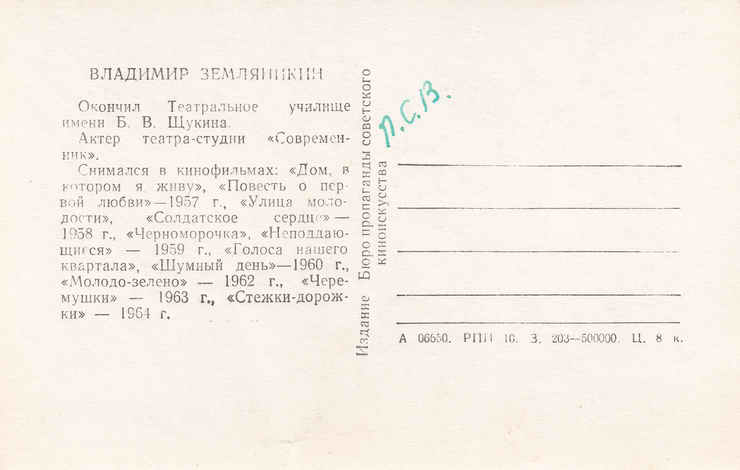 ВЛАДИМИР ЗЕМЛЯНИКИН
Окончил Театральное училище
имени Б. В. Щукина.
Актер театра-студии «Современ-
ник».
Снимался в кинофильмах: «Дом, в
котором я живу», «Повесть о пер-
вой любви»—1957 г., «Улица моло-
дости», «Солдатское сердце» —
1958 г., «Черноморочка», «Неподдаю-
щиеся» — 1959 г., «Голоса нашего
квартала», «Шумный день»—1960 г.,
«Молодо-зелено» — 1962 г., «Чере-
мушки» — 1963 г., «Стежки-дорож-
ки» — 1964 г.
Издание Бюро пропаганды советского
киноискусства
П.С.В.
А 06650. РПП 16. З. 203—500000. Ц. 8 к.